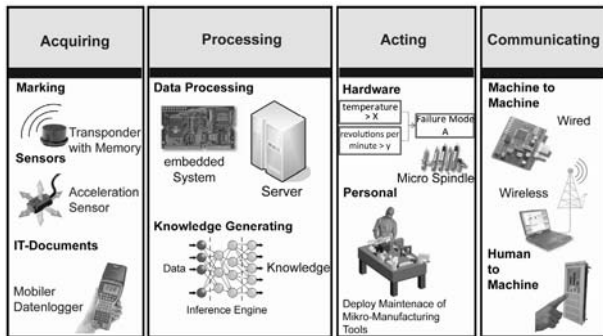 Acquiring
Marking
Transponder
with Memory
Sensors
Acceleration
Sensor
IT-Documents
Mobiler
Datenlogger
Processing
Data Processing
embedded
System
Server
Knowledge Generating
Data
Knowledge
Inference Engine
Acting
Hardware
temperature
> X
revolutions per
minute > y
Failure Mode
A
Micro Spindle
Personal
Deploy Maintenace of
Mikro-Manufacturing
Tools
Communicating
Machine to
Machine
Wired
Wireless
Human
to
Machine